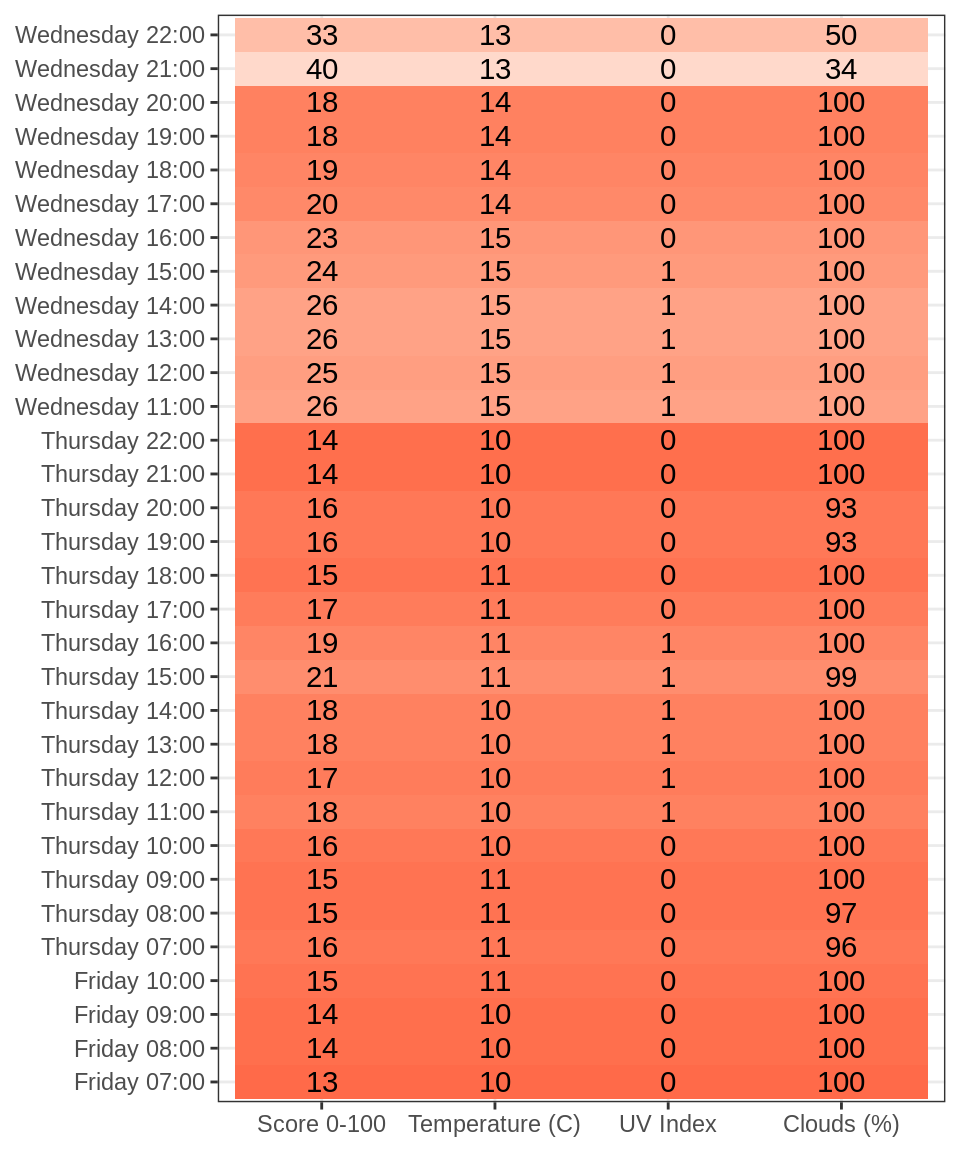 Wednesday 22:00 33 13 0 50
Wednesday 21:00 40 13 0 34
Wednesday 20:00 18 14 0 100
Wednesday 19:00 18 14 0 100
Wednesday 18:00 19 14 0 100
Wednesday 17:00 20 14 0 100
Wednesday 16:00 23 15 0 100
Wednesday 15:00 24 15 1 100
Wednesday 14:00 26 15 1 100
Wednesday 13:00 26 15 1 100
Wednesday 12:00 25 15 1 100
Wednesday 11:00 26 15 1 100
Thursday 22:00 14 10 0 100
Thursday 21:00 14 10 0 100
Thursday 20:00 16 10 0 93
Thursday 19:00 16 10 0 93
Thursday 18:00 15 11 0 100
Thursday 17:00 17 11 0 100
Thursday 16:00 19 11 1 100
Thursday 15:00 21 11 1 99
Thursday 14:00 18 10 1 100
Thursday 13:00 18 10 1 100
Thursday 12:00 17 10 1 100
Thursday 11:00 18 10 1 100
Thursday 10:00 16 10 0 100
Thursday 09:00 15 11 0 100
Thursday 08:00 15 11 0 97
Thursday 07:00 16 11 0 96
Friday 10:00 15 11 0 100
Friday 09:00 14 10 0 100
Friday 08:00 14 10 0 100
Friday 07:00 13 10 0 100
Score 0-100 Temperature (C) UV Index Clouds (%)